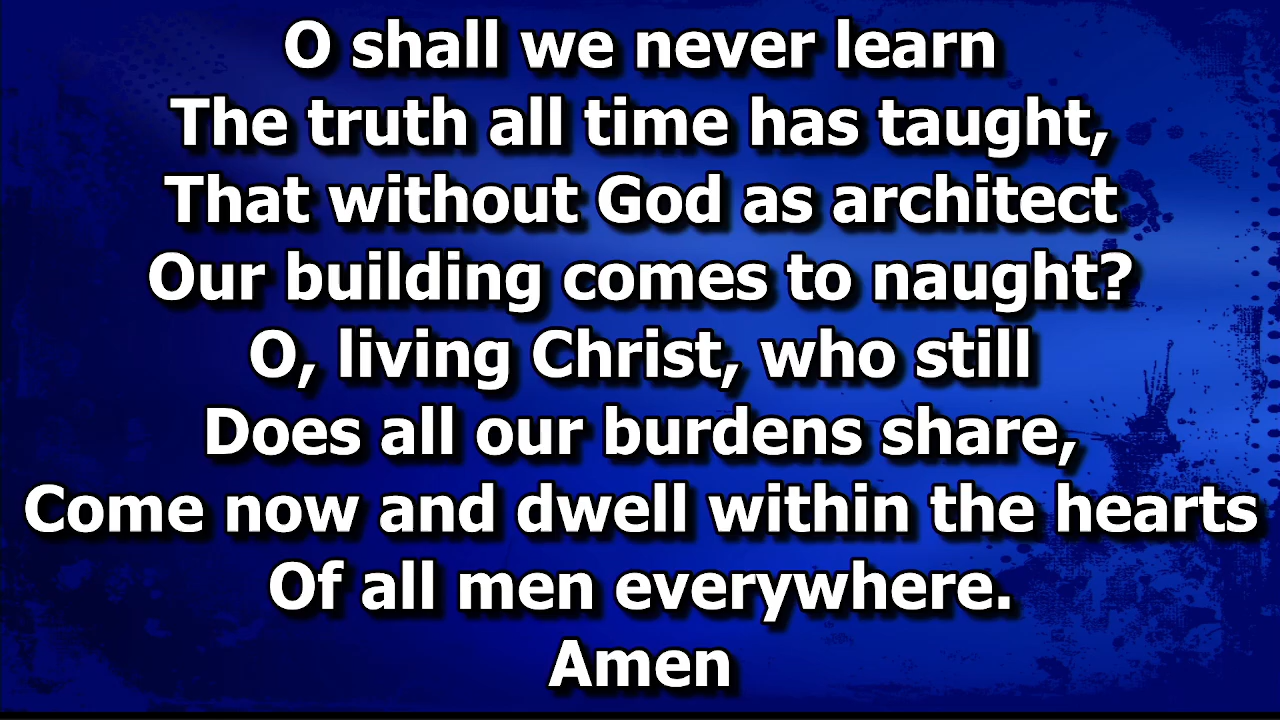 O shall we never learn
The truth all time has taught,
That without God as architect
Our building comes to naught?
O, living Christ, who still
Does all our burdens share,
Come now and dwell within the hearts
Of all men everywhere.
Amen